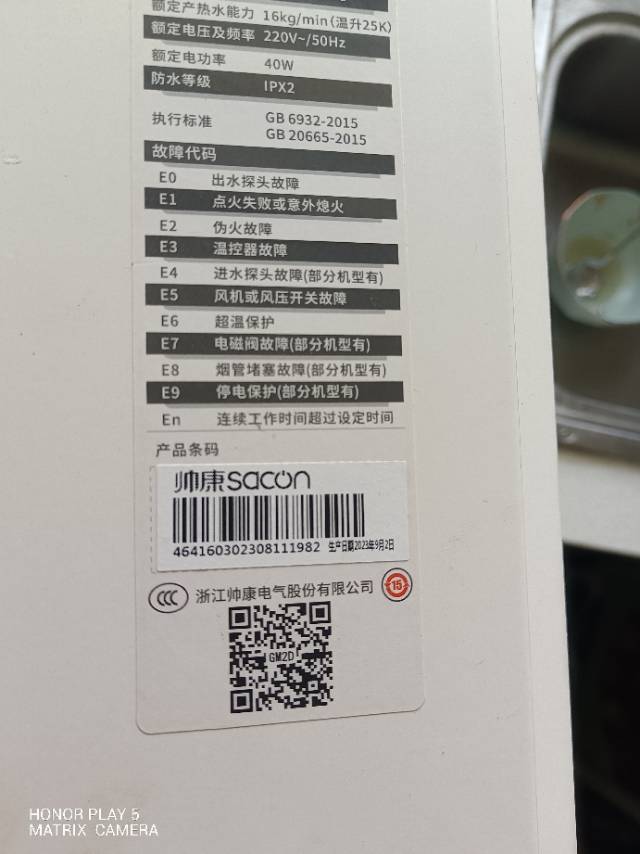 额定产热水能力 16kg/min(温升25K)
额定电压及频率 220V~/50Hz
额定电功率 40W
防水等级 IPX2
执行标准 GB 6932-2015
GB 20665-2015
故障代码
E0 出水探头故障
E1 点火失败或意外熄火
E2 伪火故障
E3 温控器故障
E4 进水探头故障(部分机型有)
E5 风机或风压开关故障
E6 超温保护
E7 电磁阀故障(部分机型有)
E8 烟管堵塞故障(部分机型有)
E9 停电保护(部分机型有)
En 连续工作时间超过设定时间
产品条码
帅康sacon
464160302308111982 生产日期2023年9月2日
CCC 浙江帅康电气股份有限公司 15
GM2D
HONOR PLAY 5
MATRIX CAMERA